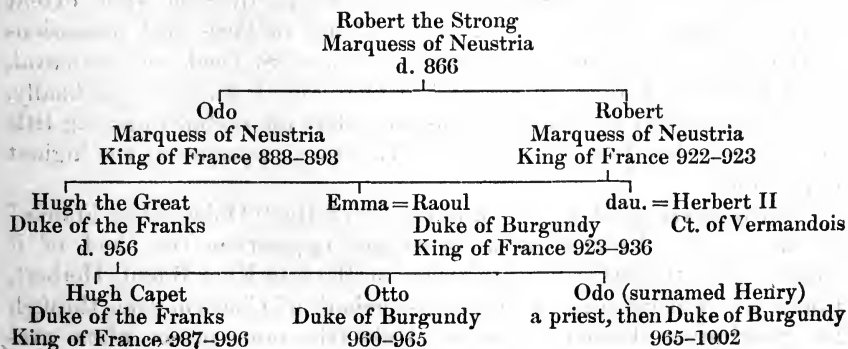 Robert the Strong
Marquess of Neustria
d. 866
Odo Robert
Marquess of Neustria Marquess of Neustria
King of France 888–898 King of France 922–923
Hugh the Great Emma = Raoul dau. = Herbert II
Duke of the Franks Duke of Burgundy Ct. of Vermandois
d. 956 King of France 923–936
Hugh Capet Otto Odo (surnamed Henry)
Duke of the Franks Duke of Burgundy a priest, then Duke of Burgundy
King of France 987–996 960–965 965–1002